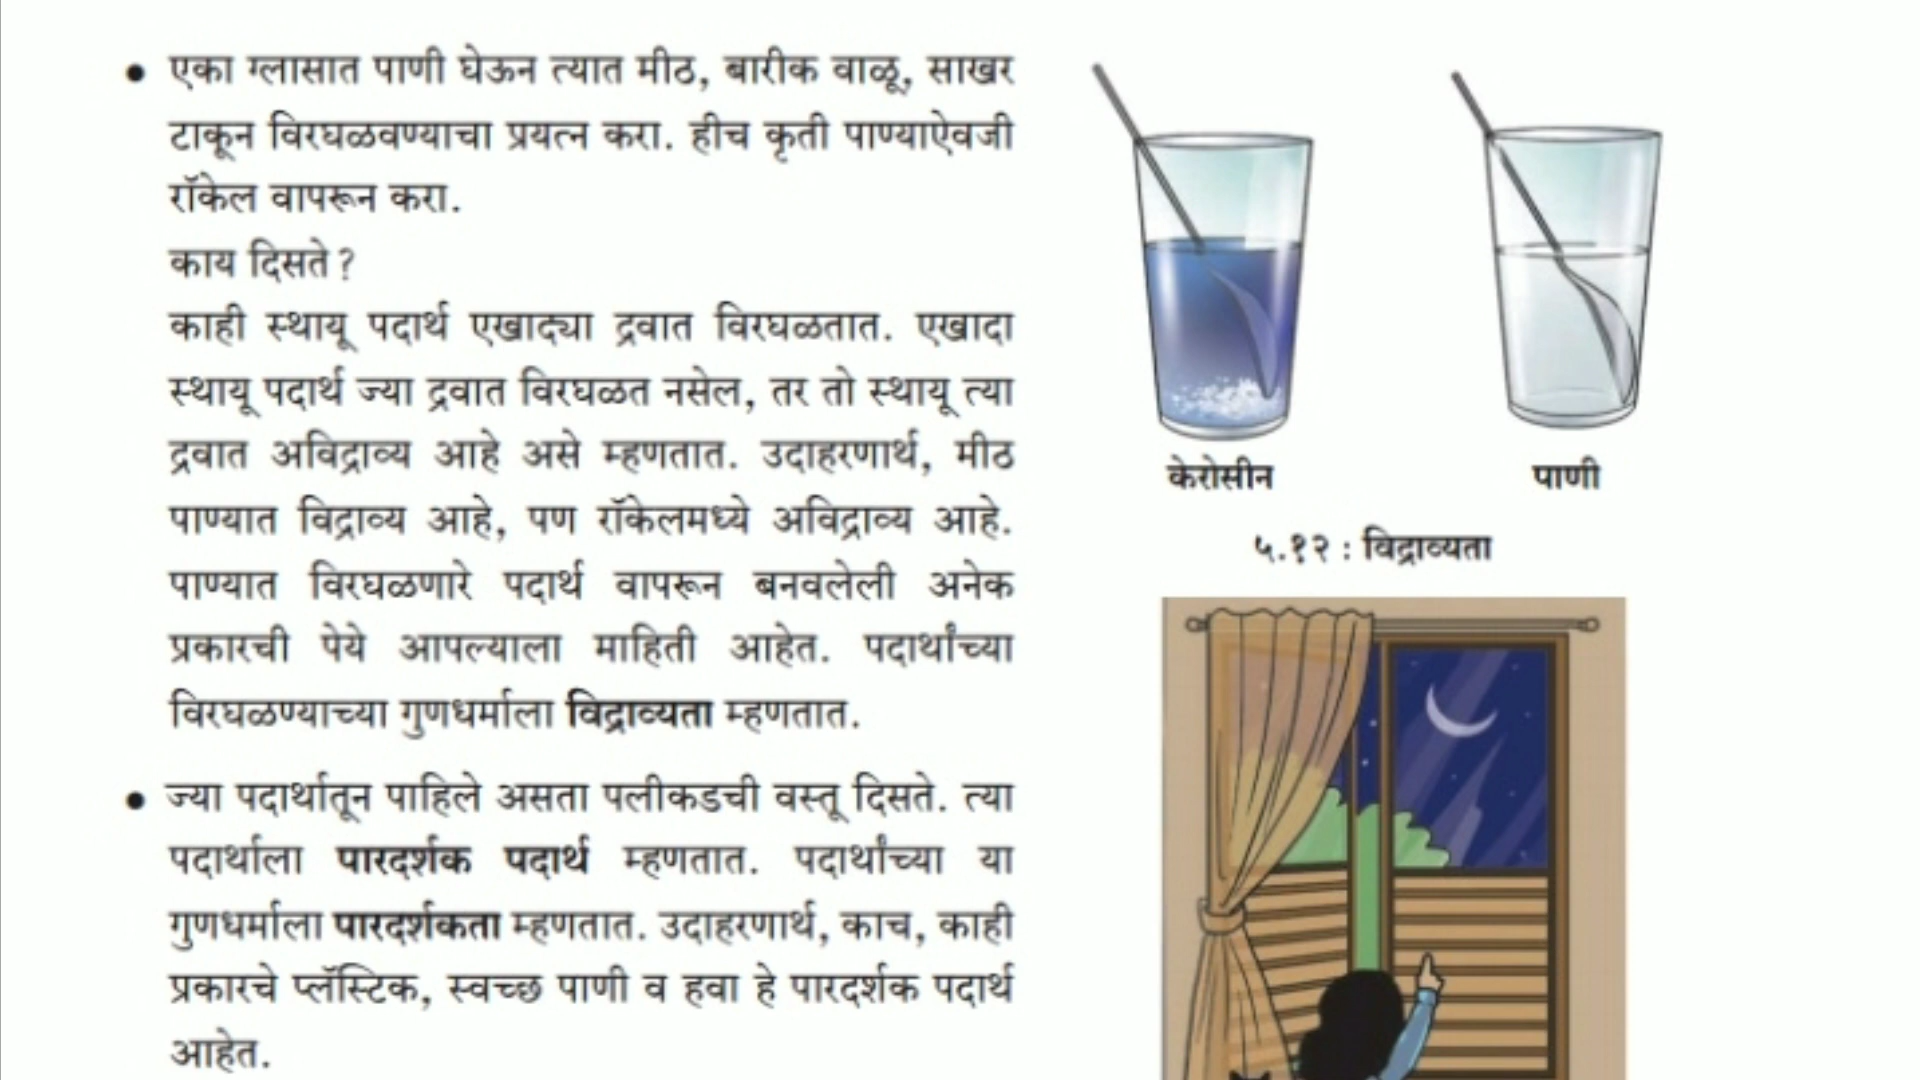 • एका ग्लासात पाणी घेऊन त्यात मीठ, बारीक वाळू, साखर
टाकून विरघळवण्याचा प्रयत्न करा. हीच कृती पाण्याऐवजी
रॉकेल वापरून करा.
काय दिसते?
काही स्थायू पदार्थ एखाद्या द्रवात विरघळतात. एखादा
स्थायू पदार्थ ज्या द्रवात विरघळत नसेल, तर तो स्थायू त्या
द्रवात अविद्राव्य आहे असे म्हणतात. उदाहरणार्थ, मीठ
पाण्यात विद्राव्य आहे, पण रॉकेलमध्ये अविद्राव्य आहे.
पाण्यात विरघळणारे पदार्थ वापरून बनवलेली अनेक
प्रकारची पेये आपल्याला माहिती आहेत. पदार्थांच्या
विरघळण्याच्या गुणधर्माला विद्राव्यता म्हणतात.
• ज्या पदार्थातून पाहिले असता पलीकडची वस्तू दिसते. त्या
पदार्थाला पारदर्शक पदार्थ म्हणतात. पदार्थांच्या या
गुणधर्माला पारदर्शकता म्हणतात. उदाहरणार्थ, काच, काही
प्रकारचे प्लॅस्टिक, स्वच्छ पाणी व हवा हे पारदर्शक पदार्थ
आहेत.
केरोसीन
पाणी
५.१२ : विद्राव्यता